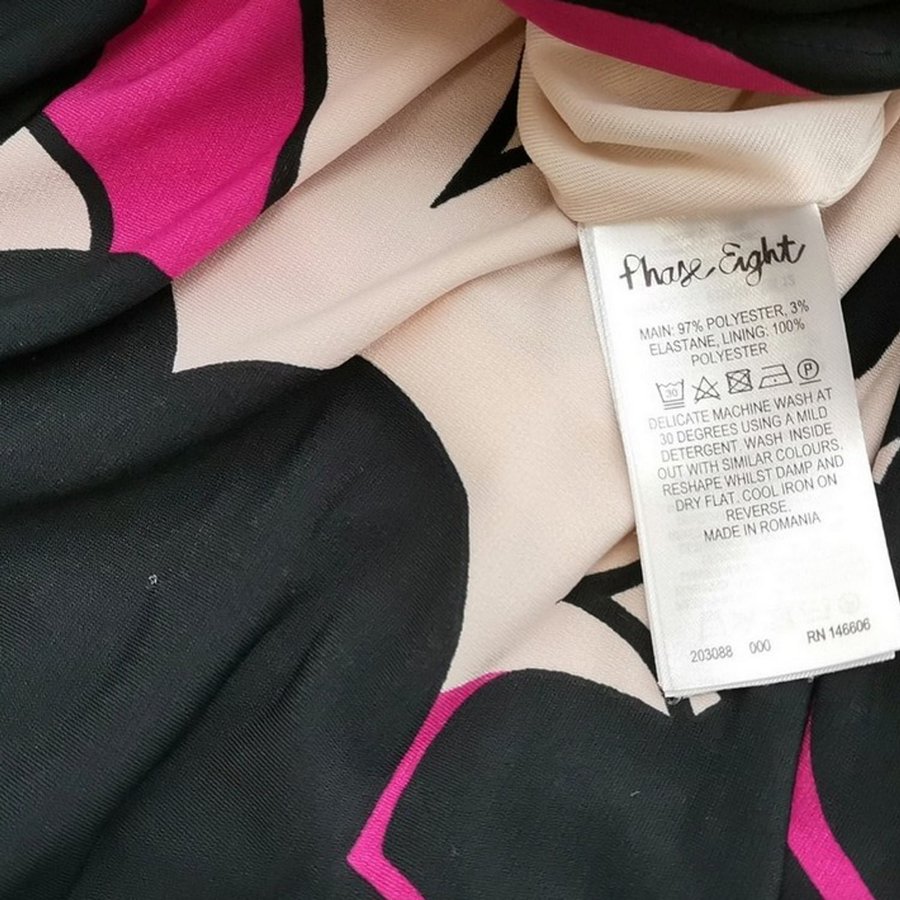 Phase Eight
MAIN: 97% POLYESTER, 3%
ELASTANE, LINING: 100%
POLYESTER
30 P
DELICATE MACHINE WASH AT
30 DEGREES USING A MILD
DETERGENT. WASH INSIDE
OUT WITH SIMILAR COLOURS.
RESHAPE WHILST DAMP AND
DRY FLAT. COOL IRON ON
REVERSE.
MADE IN ROMANIA
203088 000 RN 146606